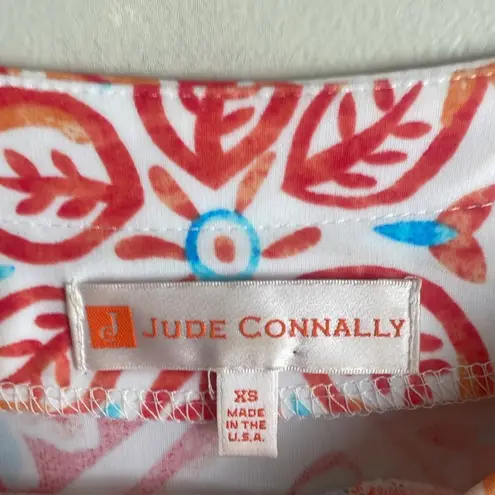 J JUDE CONNALLY
XS
MADE
IN THE
U.S.A.